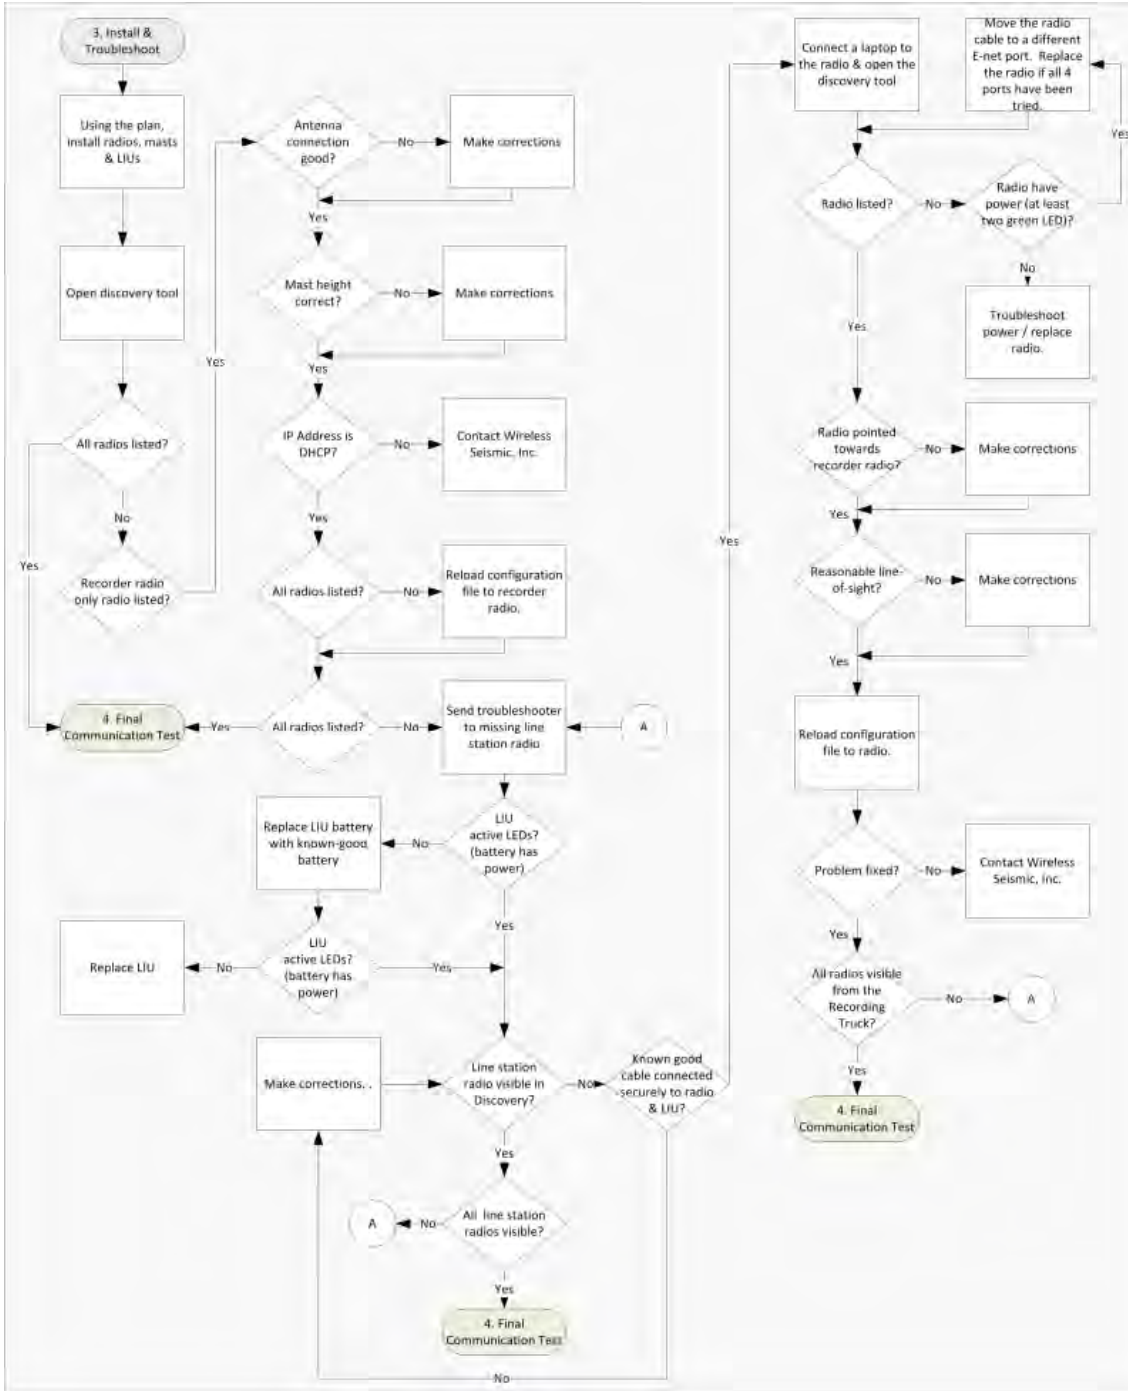 3. Install &
Troubleshoot
Using the plan,
install radios, masts
& LIUs
Open discovery tool
All radios listed?
No
Yes
Recorder radio
only radio listed?
Yes
4. Final
Communication Test
Antenna
connection
good?
No
Make corrections
Yes
Mast height
correct?
No
Make corrections
Yes
IP Address is
DHCP?
No
Contact Wireless
Seismic, Inc.
Yes
All radios listed?
No
Reload configuration
file to recorder
radio.
All radios listed?
Yes
No
Send troubleshooter
to missing line
station radio
A
LIU
active LEDs?
(battery has
power)
No
Replace LIU battery
with known-good
battery
Yes
LIU
active LEDs?
(battery has
power)
No
Replace LIU
Yes
Make corrections. .
Line station
radio visible in
Discovery?
No
Known good
cable connected
securely to radio
& LIU?
Yes
No
Yes
All line station
radios visible?
No
A
Yes
4. Final
Communication Test
Connect a laptop to
the radio & open the
discovery tool
Move the radio
cable to a different
E-net port. Replace
the radio if all 4
ports have been
tried.
Radio listed?
No
Radio have
power (at least
two green LED)?
Yes
No
Troubleshoot
power / replace
radio.
Yes
Radio pointed
towards
recorder radio?
No
Make corrections
Yes
Reasonable line-
of-sight?
No
Make corrections
Yes
Reload configuration
file to radio.
Problem fixed?
No
Contact Wireless
Seismic, Inc.
Yes
All radios visible
from the
Recording
Truck?
No
A
Yes
4. Final
Communication Test